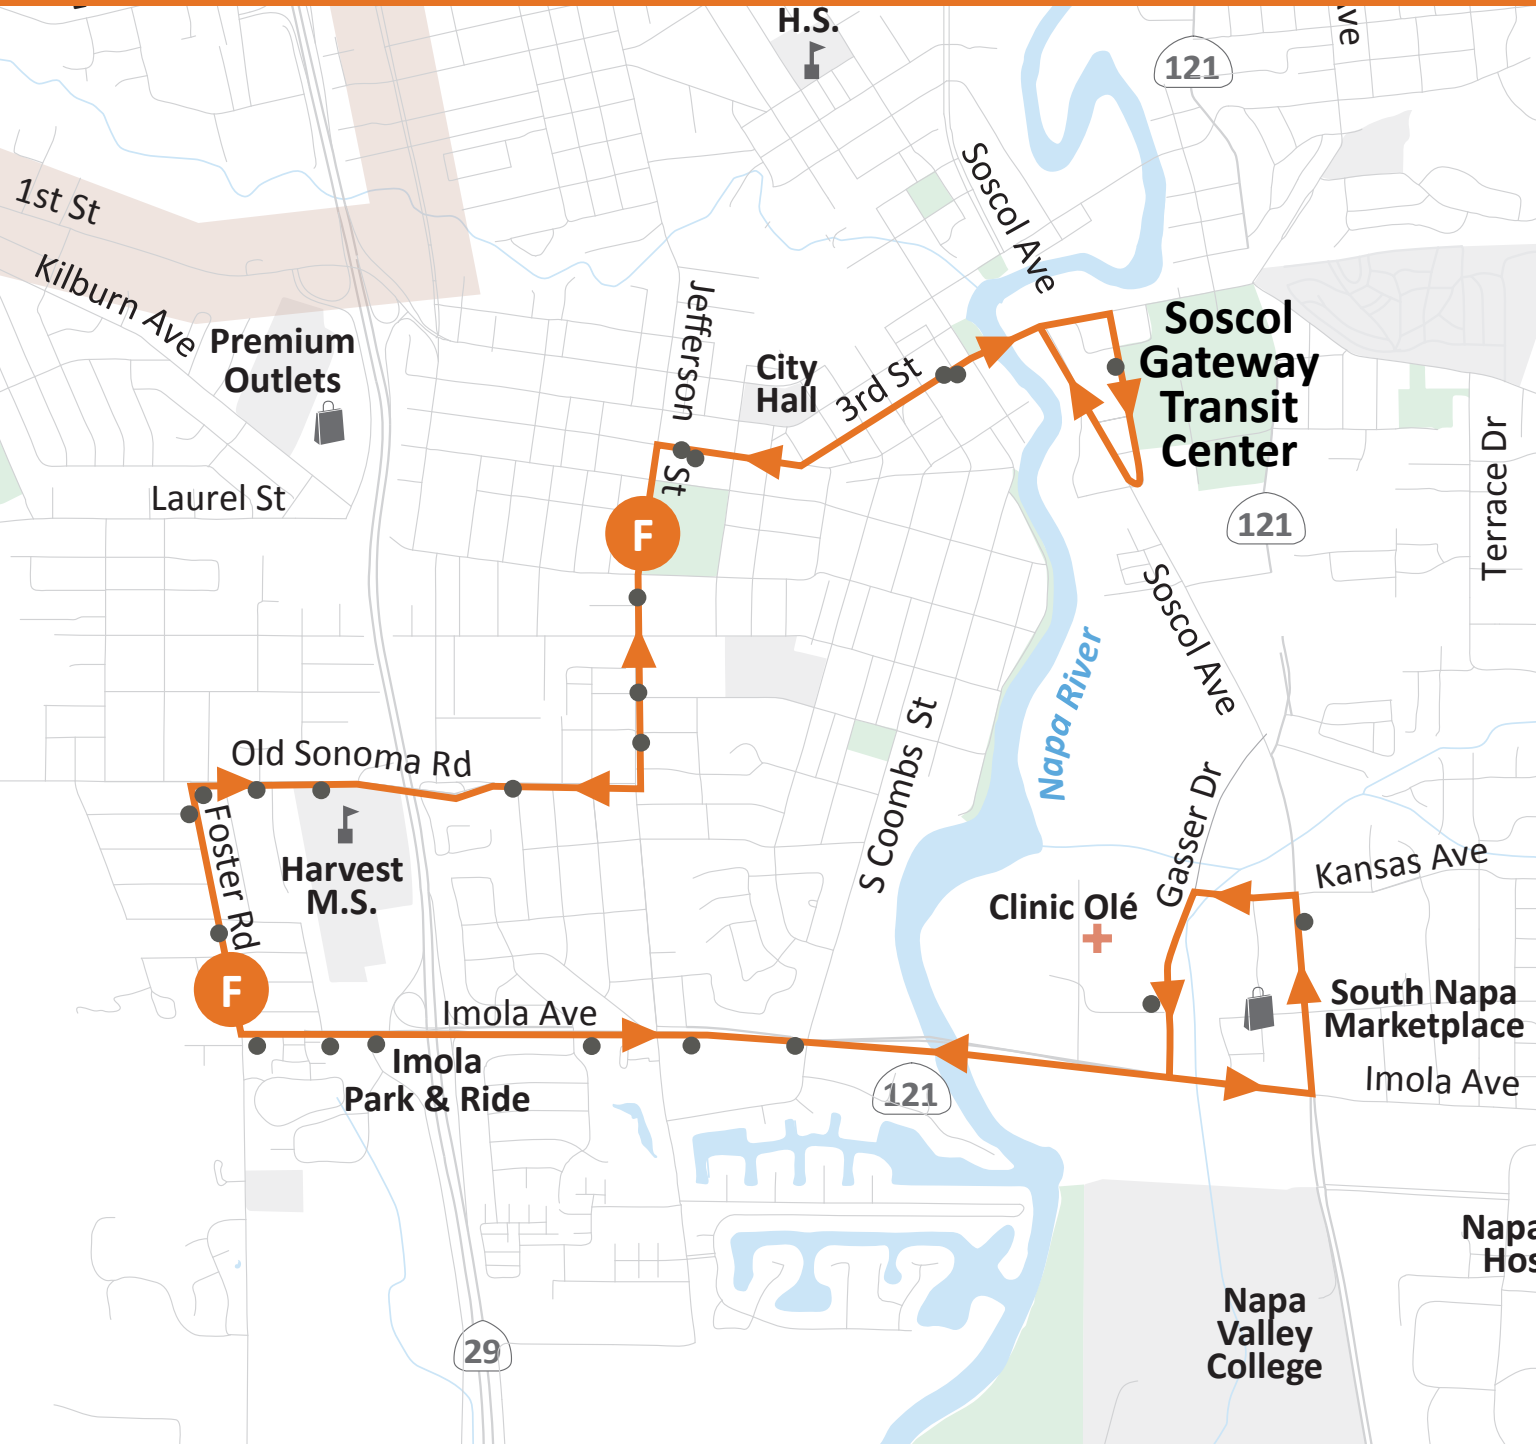 H.S.
121
1st St
Kilburn Ave
Soscol Ave
Premium
Outlets
Jefferson St
City
Hall
3rd St
Soscol
Gateway
Transit
Center
Laurel St
121
Terrace Dr
F
Soscol Ave
Napa River
Old Sonoma Rd
S Coombs St
Gasser Dr
Foster Rd
Harvest
M.S.
Kansas Ave
Clinic Olé
F
Imola Ave
South Napa
Marketplace
Imola
Park & Ride
Imola Ave
121
Napa
Valley
College
29